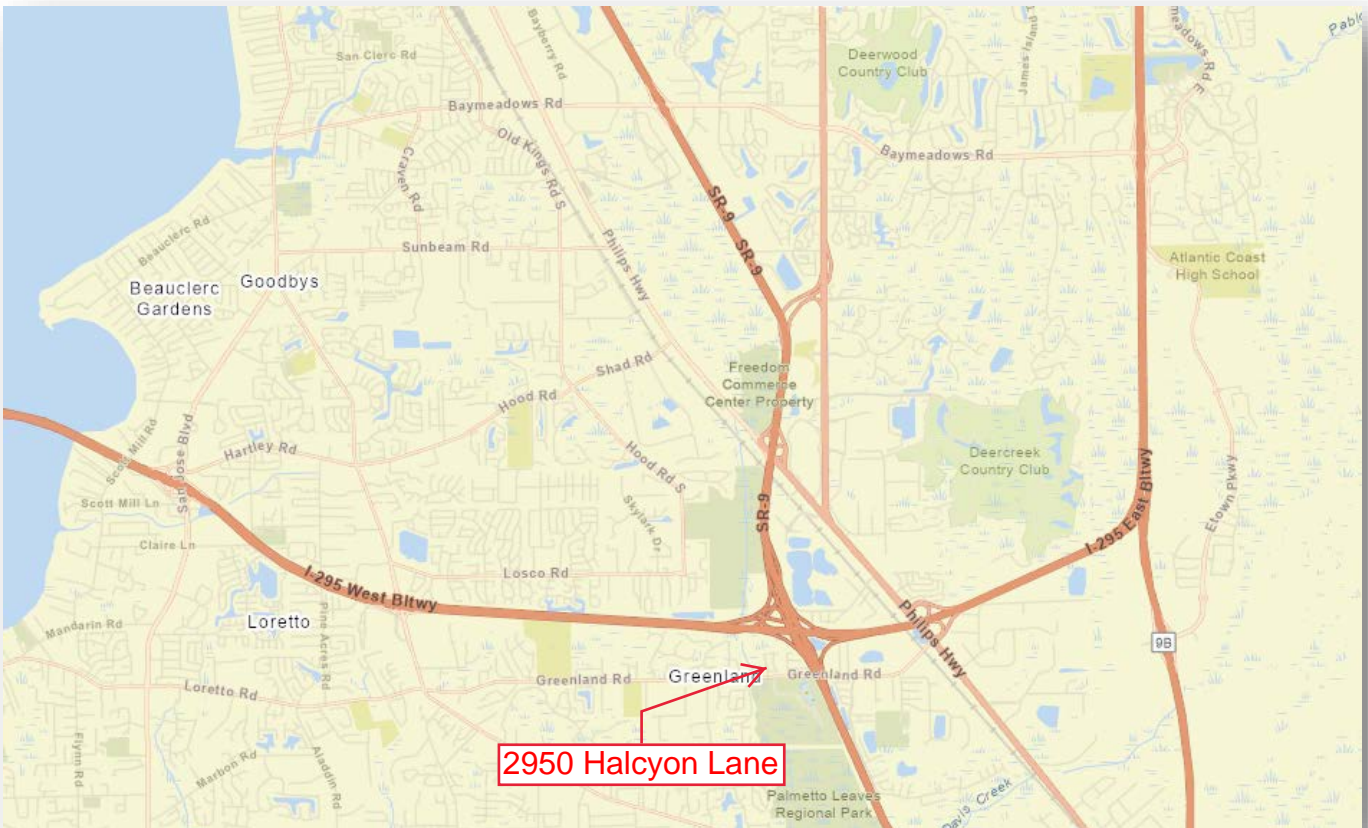 San Clerc Rd
Bayberry Rd
Deerwood
Country Club
meadows Rd E
Baymeadows Rd
Old Kings Rd S
Craven Rd
Baymeadows Rd
SR-9
SR-9
Beauclerc Rd
Sunbeam Rd
Philips Hwy
Atlantic Coast
High School
Beauclerc
Gardens
Goodbys
Shad Rd
Freedom
Commerce
Center Property
Hood Rd
San Jose Blvd
Scott Mill Rd
Hartley Rd
Hood Rd S
Deercreek
Country Club
Scott Mill Ln
Skylark Dr
SR-9
Etown Pkwy
I-295 East Bltwy
Claire Ln
Losco Rd
I-295 West Bltwy
Mandarin Rd
Loretto
Pine Acres Rd
Philips Hwy
9B
Loretto Rd
Greenland Rd
Greenland
Greenland Rd
Flynn Rd
Marbon Rd
Aladdin Rd
2950 Halcyon Lane
Palmetto Leaves
Regional Park
Davis Creek